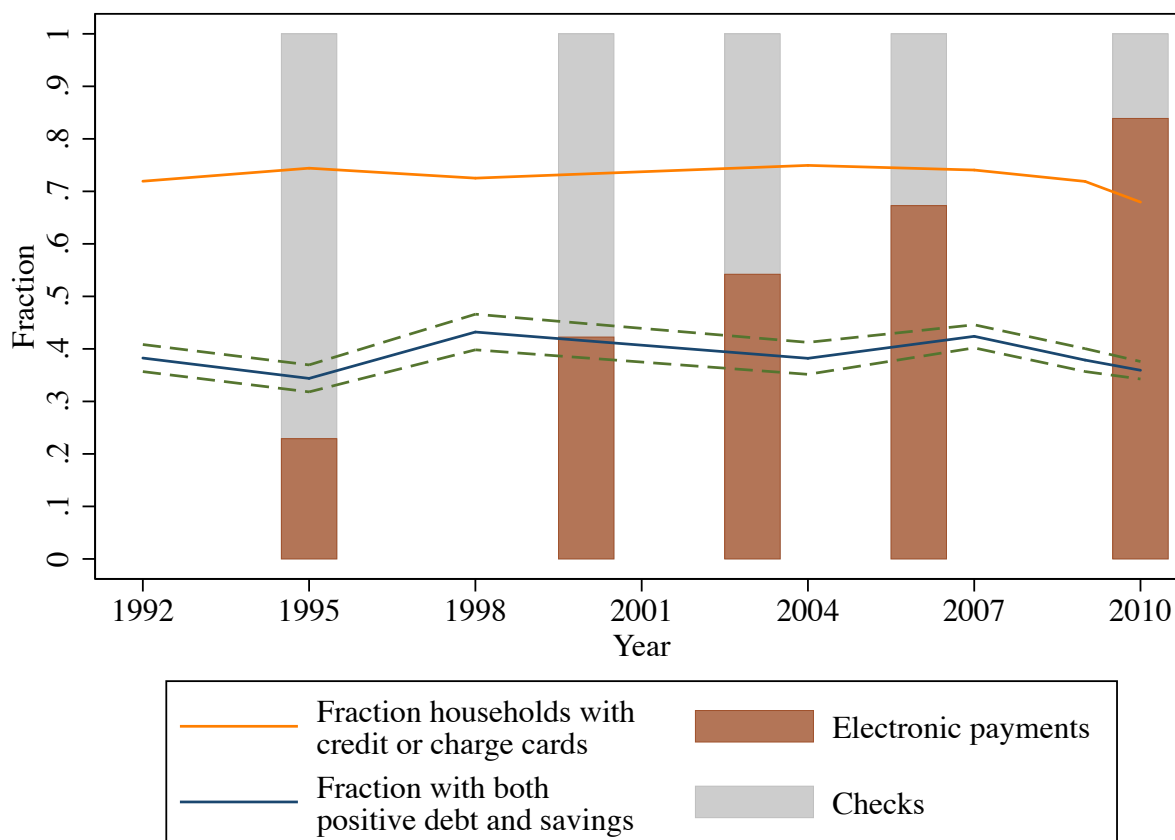 1
.9
.8
.7
.6
.5
.4
.3
.2
.1
0
Fraction
1992 1995 1998 2001 2004 2007 2010
Year
Fraction households with
credit or charge cards
Electronic payments
Fraction with both
positive debt and savings
Checks